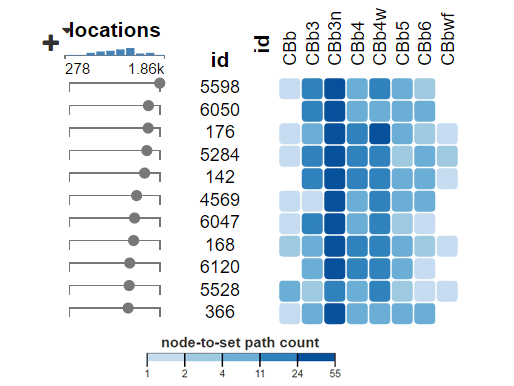 locations
278 1.86k
id
id
CBb CBb3 CBb3n CBb4 CBb4w CBb5 CBb6 CBbwf
5598
6050
176
5284
142
4569
6047
168
6120
5528
366
node-to-set path count
1 2 4 11 24 55